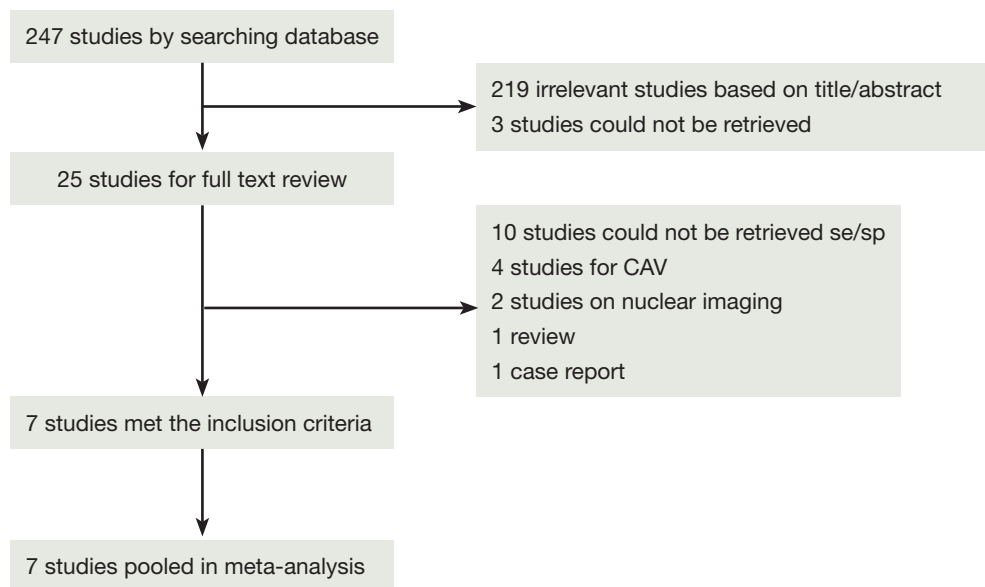 247 studies by searching database
219 irrelevant studies based on title/abstract
3 studies could not be retrieved
25 studies for full text review
10 studies could not be retrieved se/sp
4 studies for CAV
2 studies on nuclear imaging
1 review
1 case report
7 studies met the inclusion criteria
7 studies pooled in meta-analysis